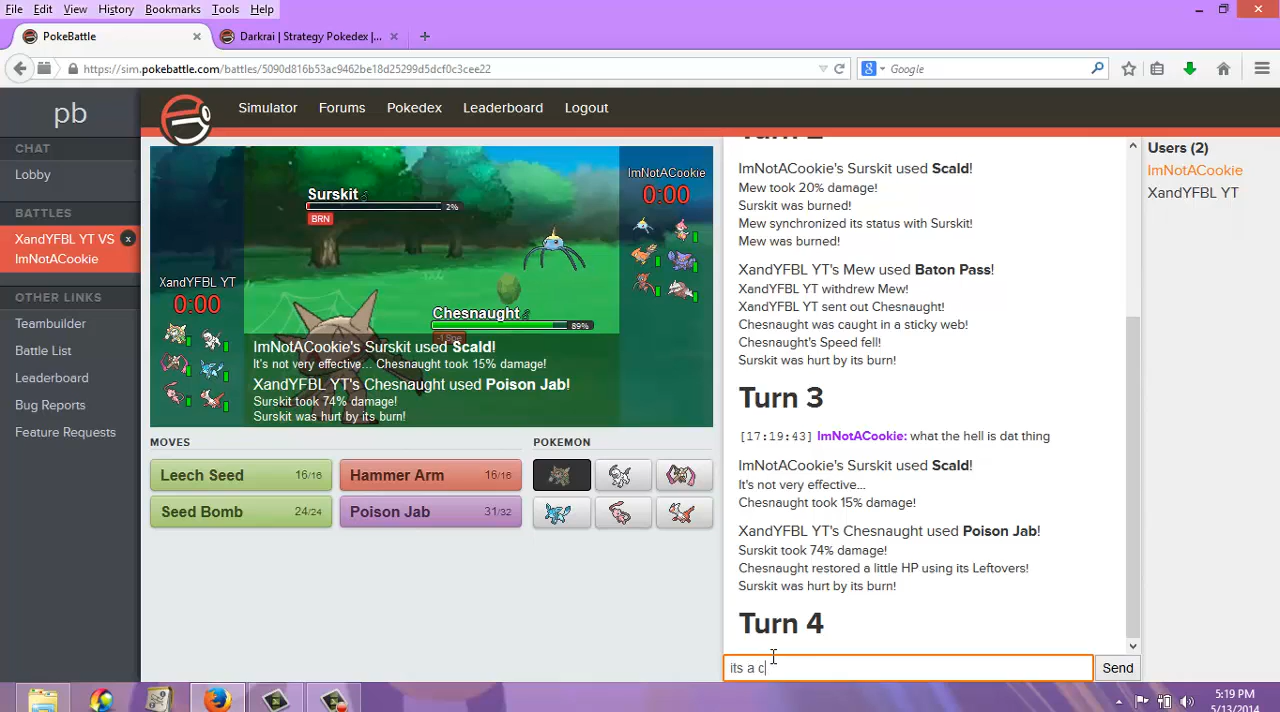 File Edit View History Bookmarks Tools Help
PokeBattle
Darkrai | Strategy Pokedex |...
https://sim.pokebattle.com/battles/5090d816b53ac9462be18d25299d5dcf0c3cee22
Google
pb
Simulator Forums Pokedex Leaderboard Logout
CHAT
Lobby
BATTLES
XandYFBL YT VS
ImNotACookie
OTHER LINKS
Teambuilder
Battle List
Leaderboard
Bug Reports
Feature Requests
XandYFBL YT
0:00
Surskit
2%
BRN
Chesnaught
89%
ImNotACookie
0:00
ImNotACookie's Surskit used Scald!
It's not very effective... Chesnaught took 15% damage!
XandYFBL YT's Chesnaught used Poison Jab!
Surskit took 74% damage!
Surskit was hurt by its burn!
MOVES
Leech Seed 16/16
Hammer Arm 16/16
Seed Bomb 24/24
Poison Jab 31/32
POKEMON
Turn 2
ImNotACookie's Surskit used Scald!
Mew took 20% damage!
Surskit was burned!
Mew synchronized its status with Surskit!
Mew was burned!
XandYFBL YT's Mew used Baton Pass!
XandYFBL YT withdrew Mew!
XandYFBL YT sent out Chesnaught!
Chesnaught was caught in a sticky web!
Chesnaught's Speed fell!
Surskit was hurt by its burn!
Turn 3
[17:19:43] ImNotACookie: what the hell is dat thing
ImNotACookie's Surskit used Scald!
It's not very effective...
Chesnaught took 15% damage!
XandYFBL YT's Chesnaught used Poison Jab!
Surskit took 74% damage!
Chesnaught restored a little HP using its Leftovers!
Surskit was hurt by its burn!
Turn 4
its a c
Send
Users (2)
ImNotACookie
XandYFBL YT
5:19 PM
5/13/2014